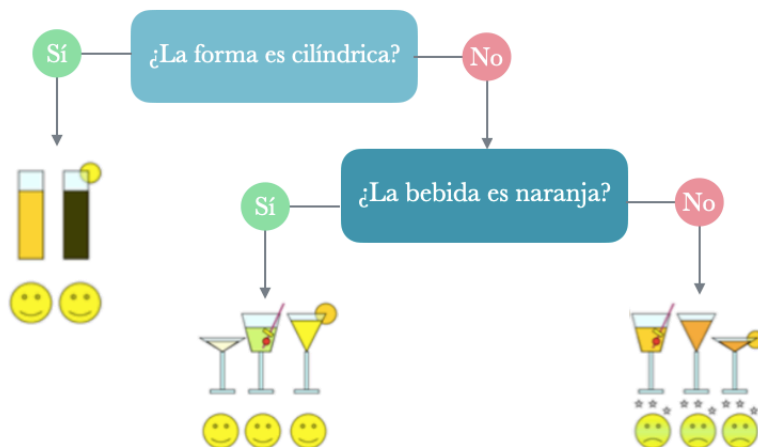 Sí
¿La forma es cilíndrica?
No
Sí
¿La bebida es naranja?
No